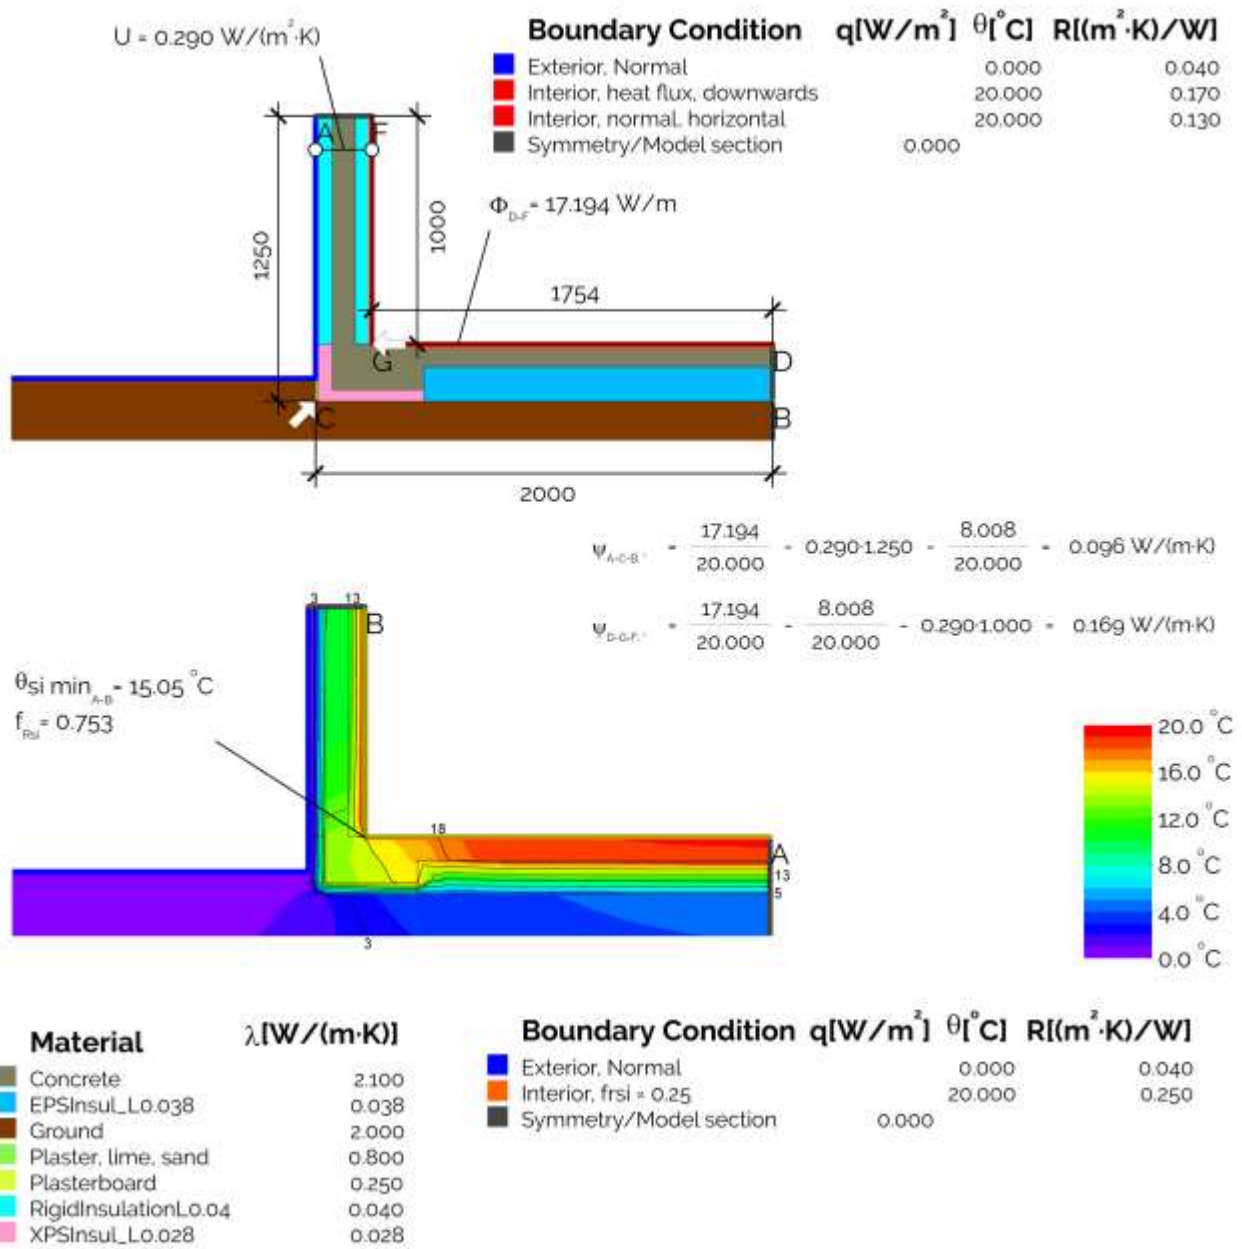 U = 0.290 W/(m²·K)
Boundary Condition q[W/m²] θ[°C] R[(m²·K)/W]
Exterior, Normal 0.000 0.040
Interior, heat flux, downwards 20.000 0.170
Interior, normal, horizontal 20.000 0.130
Symmetry/Model section 0.000
A F
Φ D-F = 17.194 W/m
1250
1000
1754
G
D
C
B
2000
ψ A-C-B, = 17.194 / 20.000 - 0.290·1.250 - 8.008 / 20.000 = 0.096 W/(m·K)
ψ D-G-F, = 17.194 / 20.000 - 8.008 / 20.000 - 0.290·1.000 = 0.169 W/(m·K)
3 13
B
θsi min A-B = 15.05 °C
fRsi = 0.753
18
A
13
5
3
20.0 °C
16.0 °C
12.0 °C
8.0 °C
4.0 °C
0.0 °C
Material λ[W/(m·K)]
Concrete 2.100
EPSInsul_L0.038 0.038
Ground 2.000
Plaster, lime, sand 0.800
Plasterboard 0.250
RigidInsulationL0.04 0.040
XPSInsul_L0.028 0.028
Boundary Condition q[W/m²] θ[°C] R[(m²·K)/W]
Exterior, Normal 0.000 0.040
Interior, frsi = 0.25 20.000 0.250
Symmetry/Model section 0.000